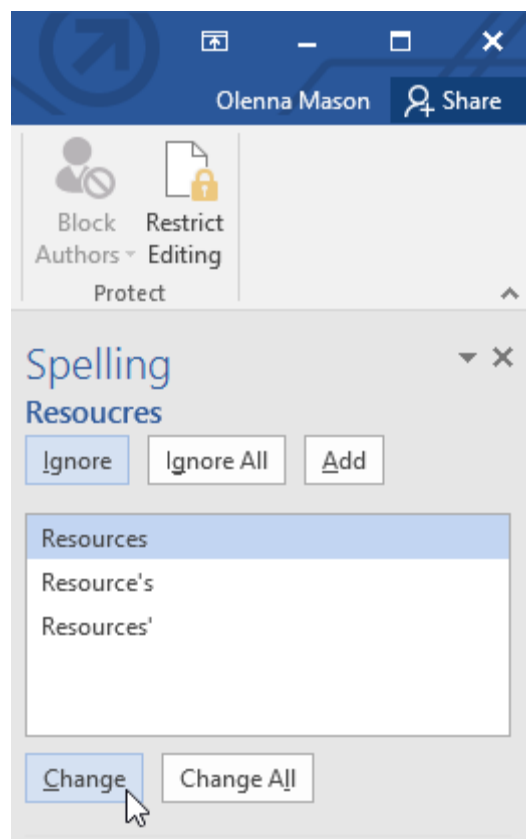 Olenna Mason Share
Block Restrict
Authors Editing
Protect
Spelling
Resoucres
Ignore Ignore All Add
Resources
Resource's
Resources'
Change Change All